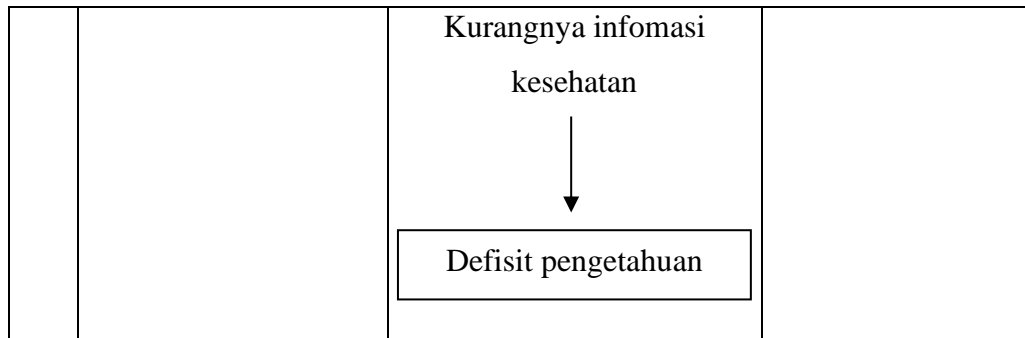 Kurangnya infomasi
kesehatan
Defisit pengetahuan